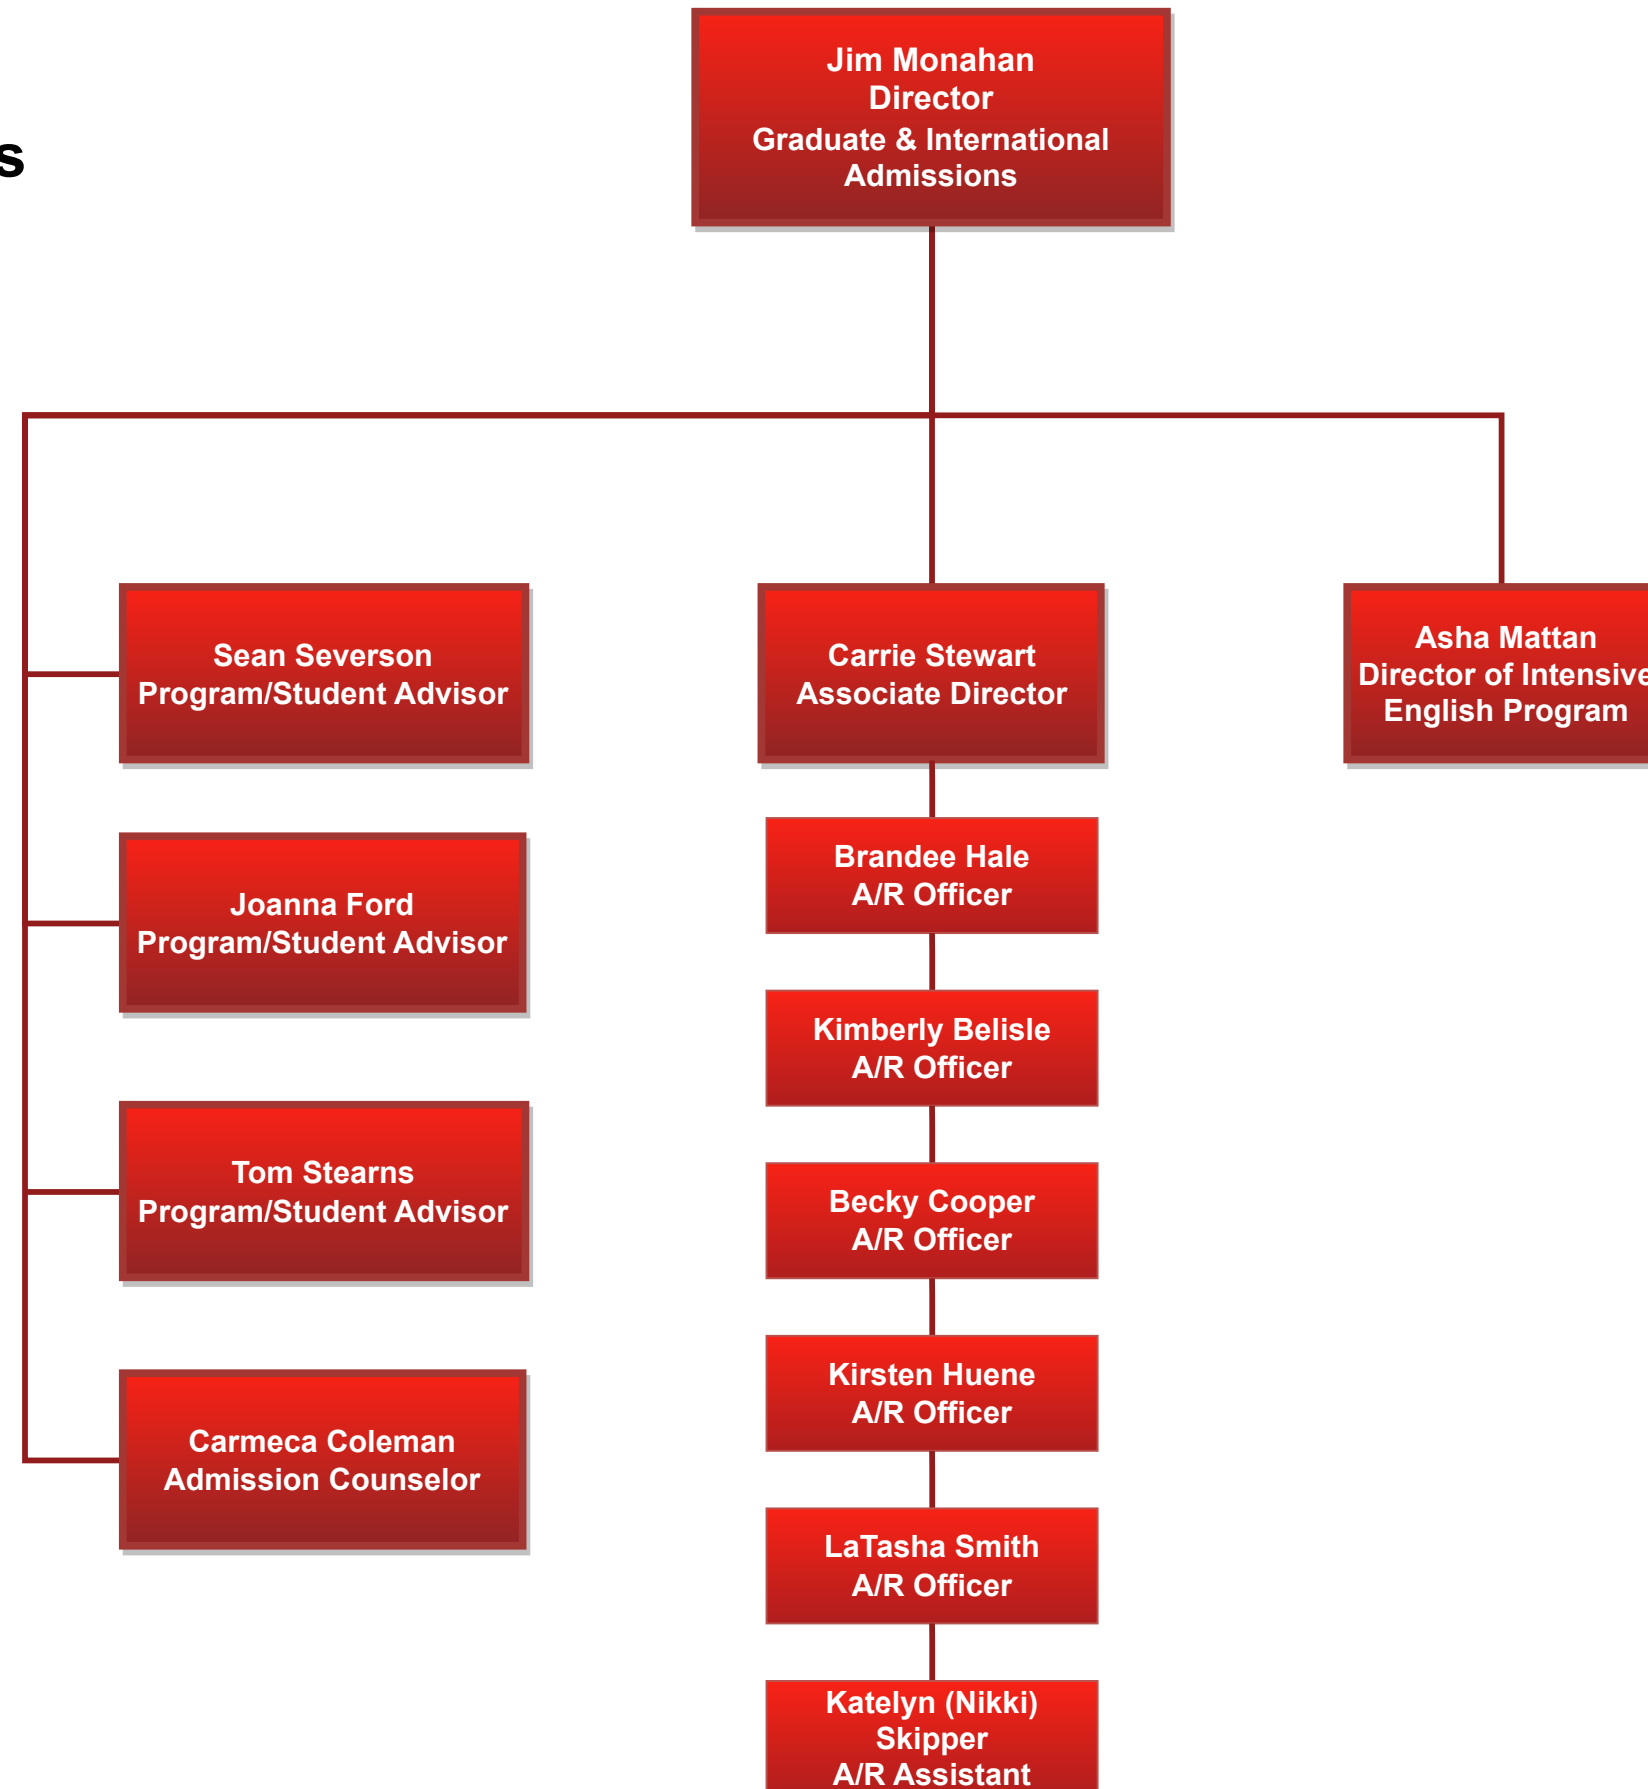 Jim Monahan
Director
Graduate & International
Admissions
s
Sean Severson
Program/Student Advisor
Joanna Ford
Program/Student Advisor
Tom Stearns
Program/Student Advisor
Carmeca Coleman
Admission Counselor
Carrie Stewart
Associate Director
Brandee Hale
A/R Officer
Kimberly Belisle
A/R Officer
Becky Cooper
A/R Officer
Kirsten Huene
A/R Officer
LaTasha Smith
A/R Officer
Katelyn (Nikki)
Skipper
A/R Assistant
Asha Mattan
Director of Intensive
English Program